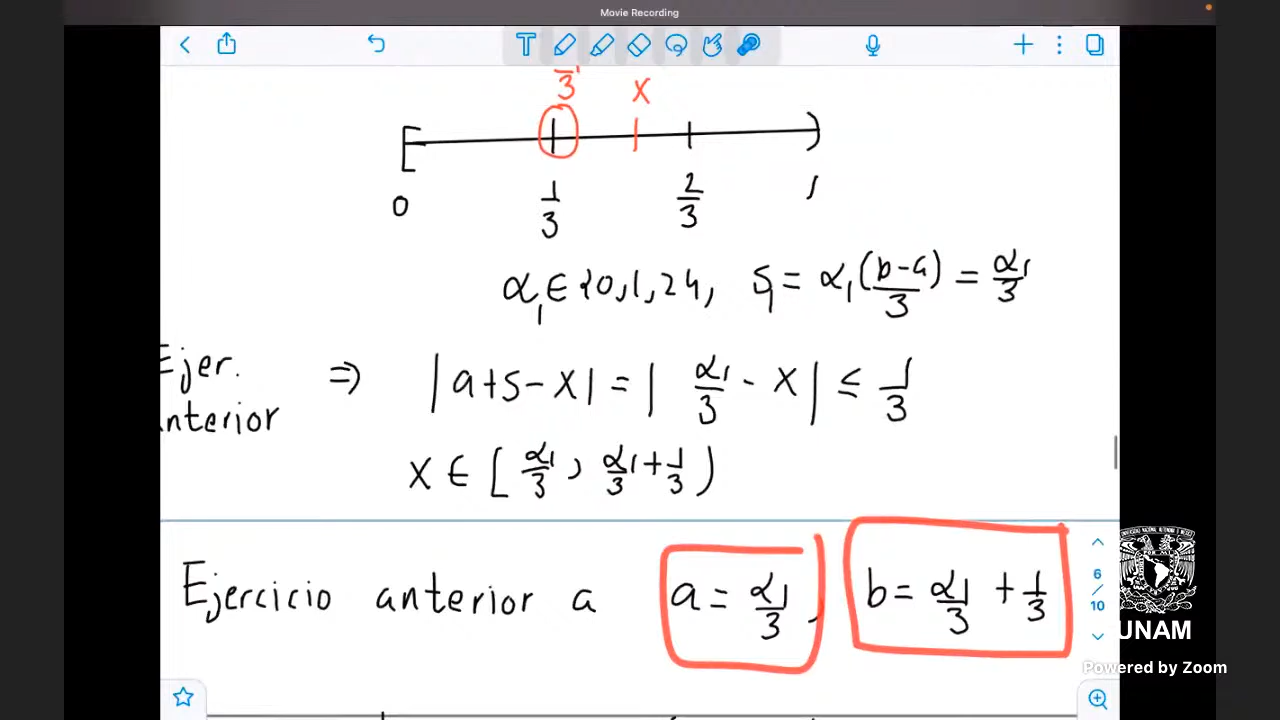 Movie Recording
T
1
3
x
0
1/3
2/3
1
α₁ ∈ {0,1,2}, S₁ = α₁(b-a)/3 = α₁/3
Ejer. ⇒ |a+s-x| = | α₁/3 - x| ≤ 1/3
anterior
x ∈ [α₁/3, α₁/3 + 1/3)
Ejercicio anterior a a = α₁/3, b = α₁/3 + 1/3
6
/
10
UNAM
Powered by Zoom